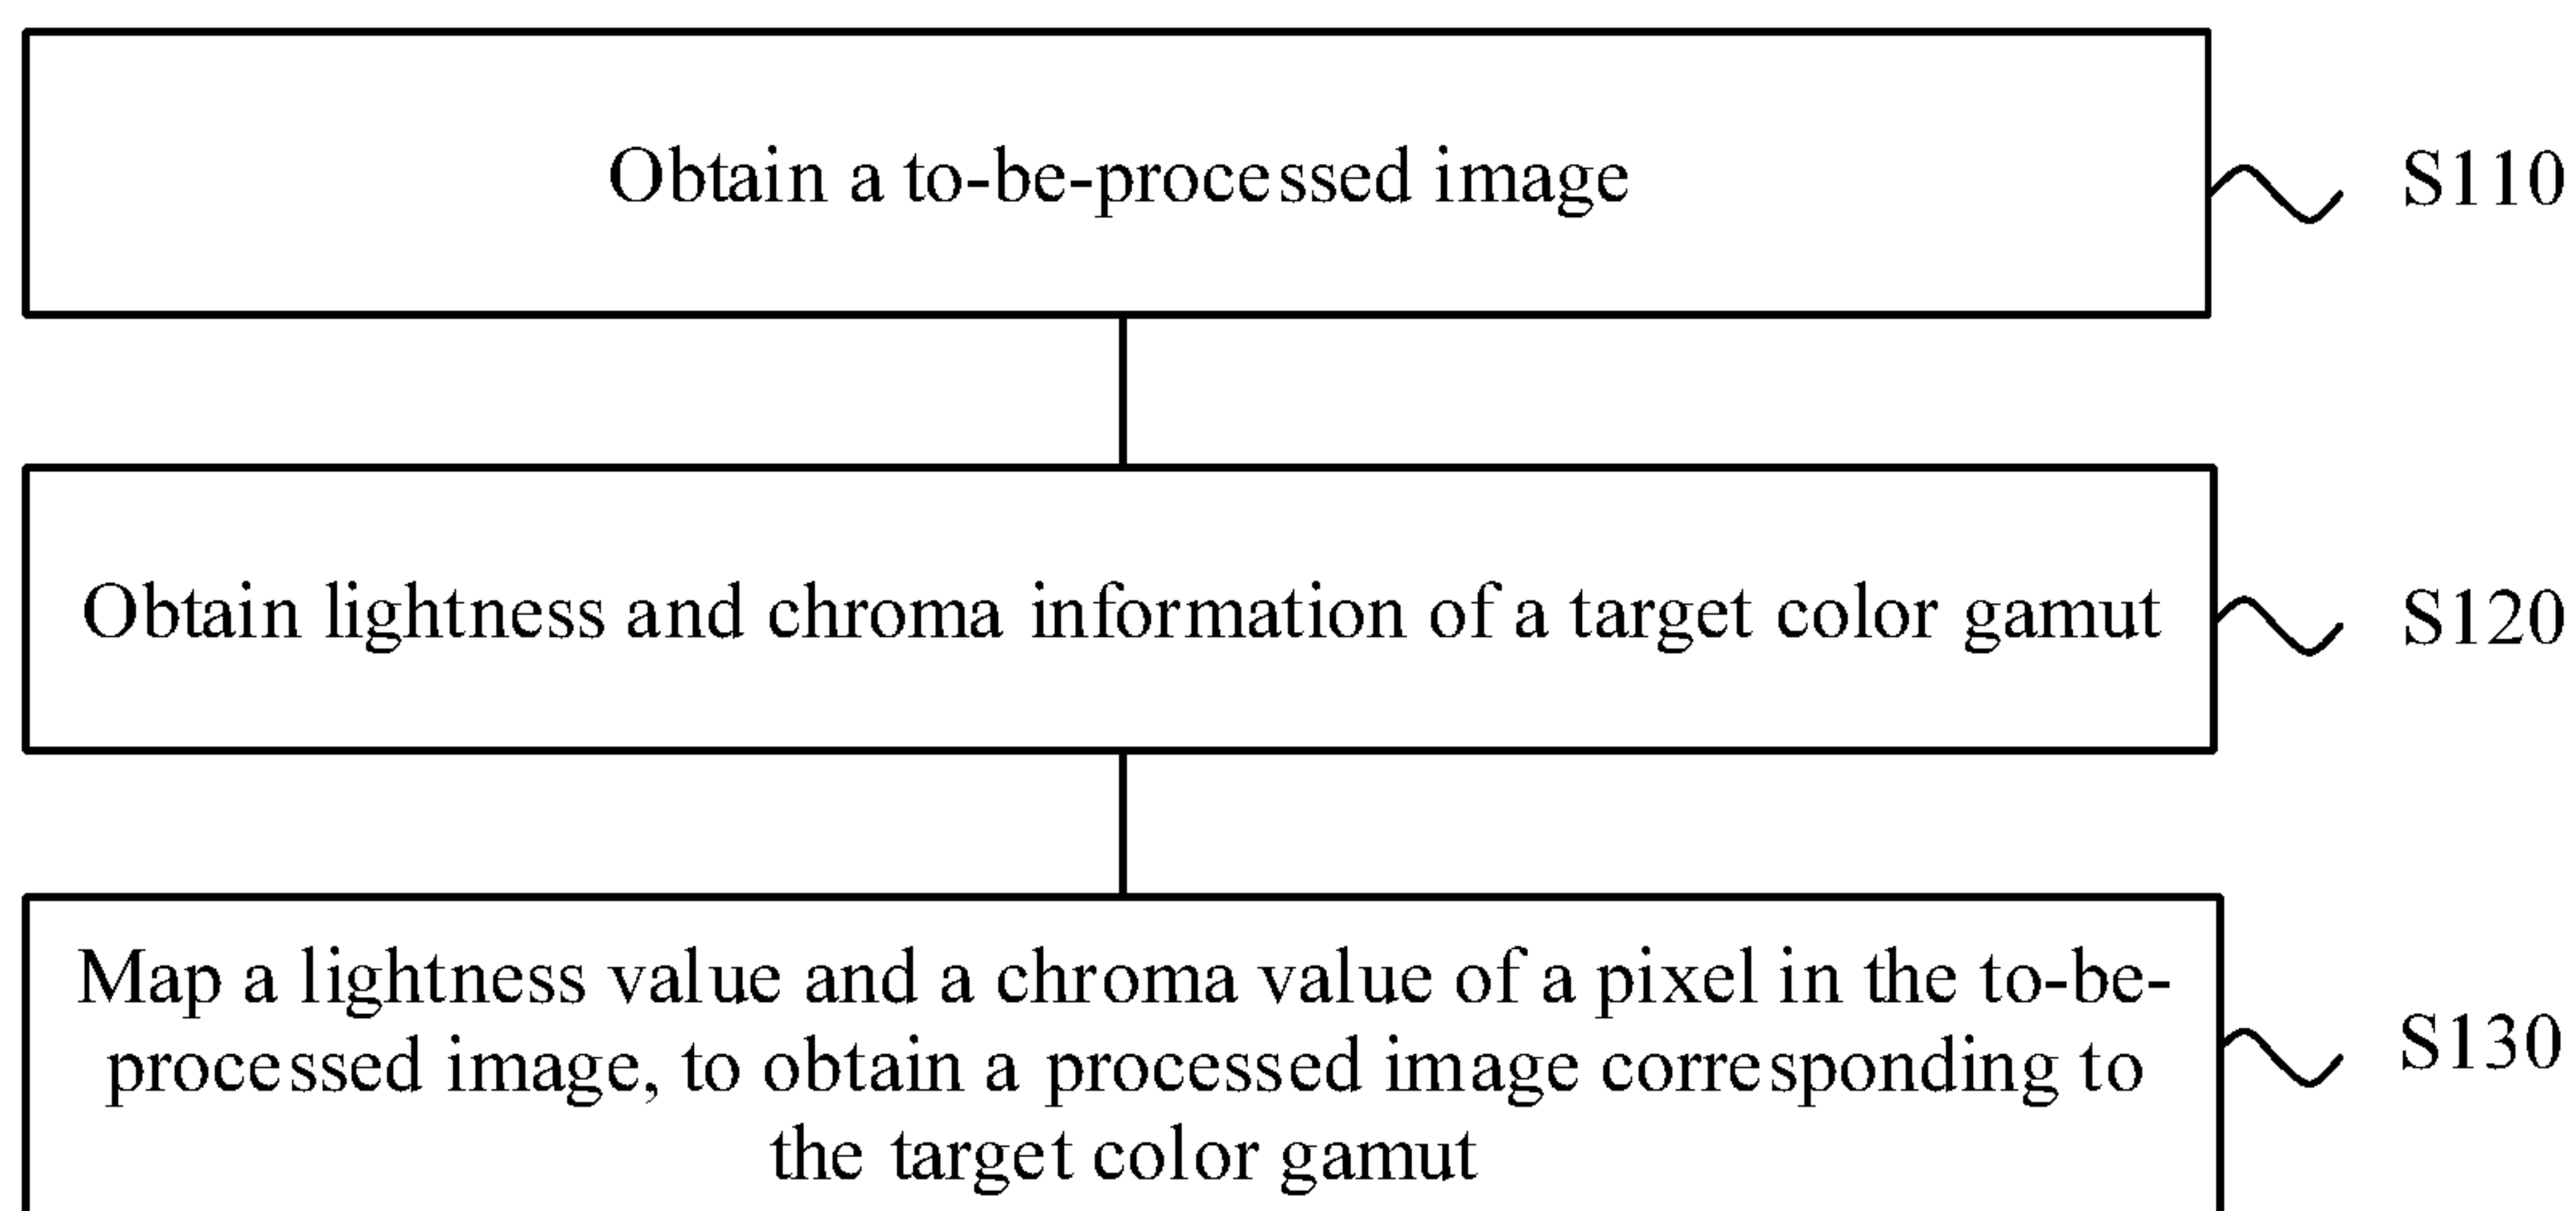 Obtain a to-be-processed image
S110
Obtain lightness and chroma information of a target color gamut
S120
Map a lightness value and a chroma value of a pixel in the to-be-
processed image, to obtain a processed image corresponding to
the target color gamut
S130